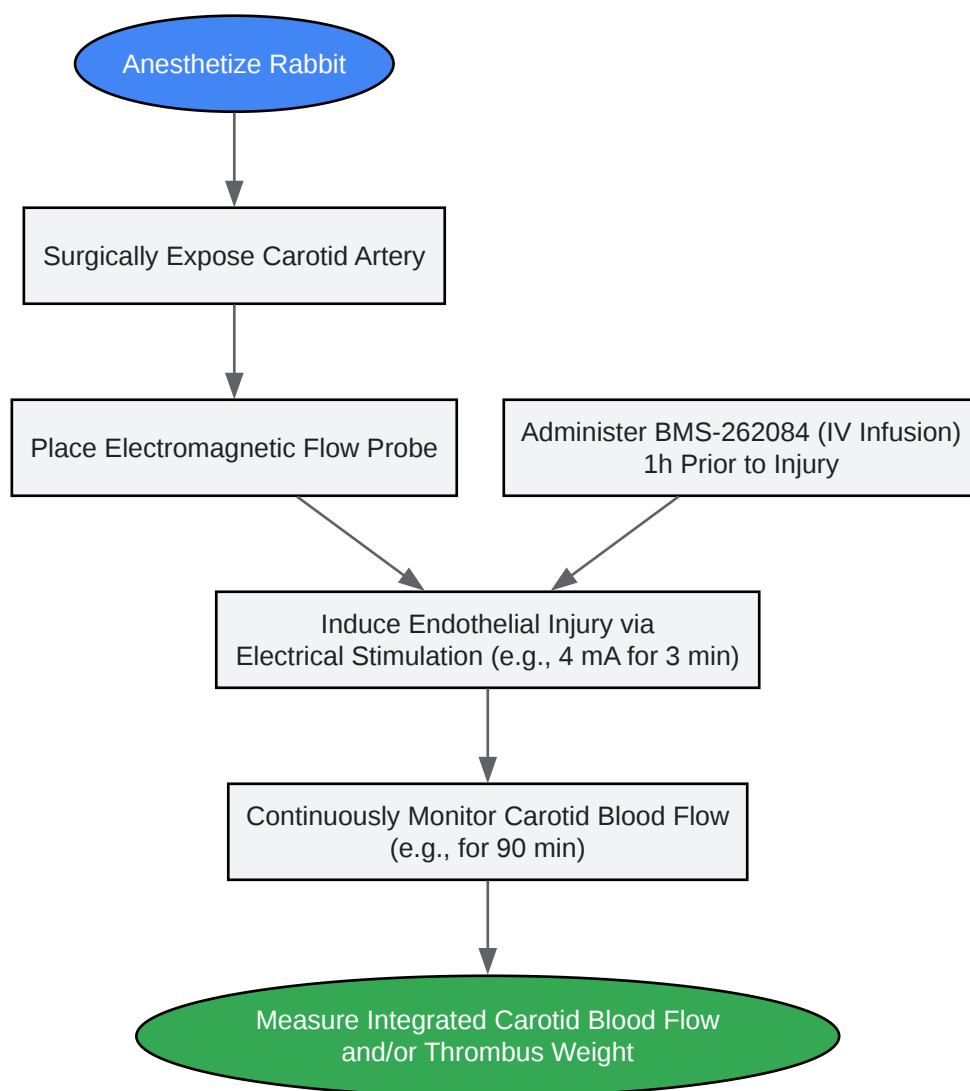 Anesthetize Rabbit
Surgically Expose Carotid Artery
Place Electromagnetic Flow Probe
Administer BMS-262084 (IV Infusion)
1h Prior to Injury
Induce Endothelial Injury via
Electrical Stimulation (e.g., 4 mA for 3 min)
Continuously Monitor Carotid Blood Flow
(e.g., for 90 min)
Measure Integrated Carotid Blood Flow
and/or Thrombus Weight